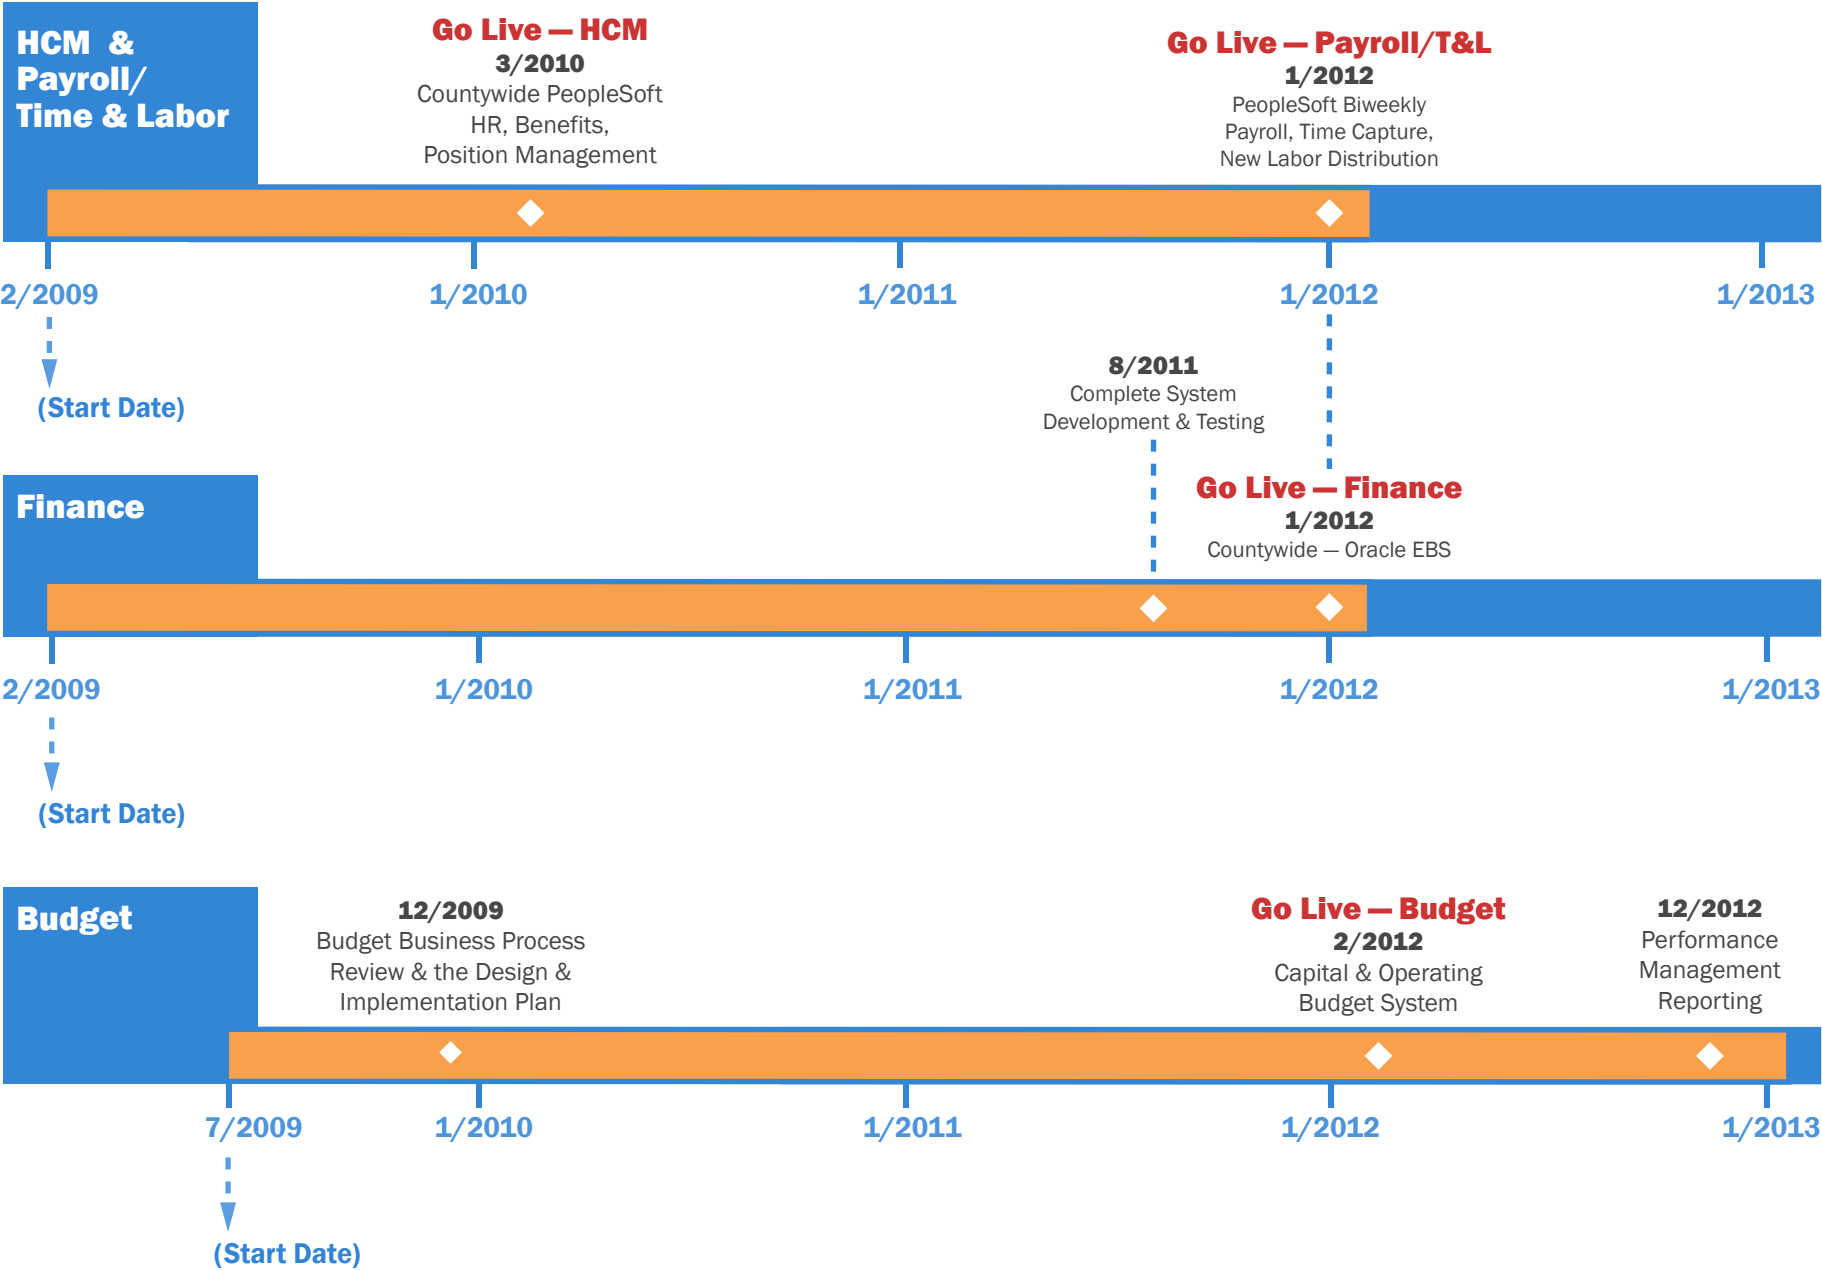 HCM &
Payroll/
Time & Labor
Go Live — HCM
3/2010
Countywide PeopleSoft
HR, Benefits,
Position Management
Go Live — Payroll/T&L
1/2012
PeopleSoft Biweekly
Payroll, Time Capture,
New Labor Distribution
2/2009
1/2010
1/2011
1/2012
1/2013
(Start Date)
8/2011
Complete System
Development & Testing
Finance
Go Live — Finance
1/2012
Countywide — Oracle EBS
2/2009
1/2010
1/2011
1/2012
1/2013
(Start Date)
Budget
12/2009
Budget Business Process
Review & the Design &
Implementation Plan
Go Live — Budget
2/2012
Capital & Operating
Budget System
12/2012
Performance
Management
Reporting
7/2009
1/2010
1/2011
1/2012
1/2013
(Start Date)